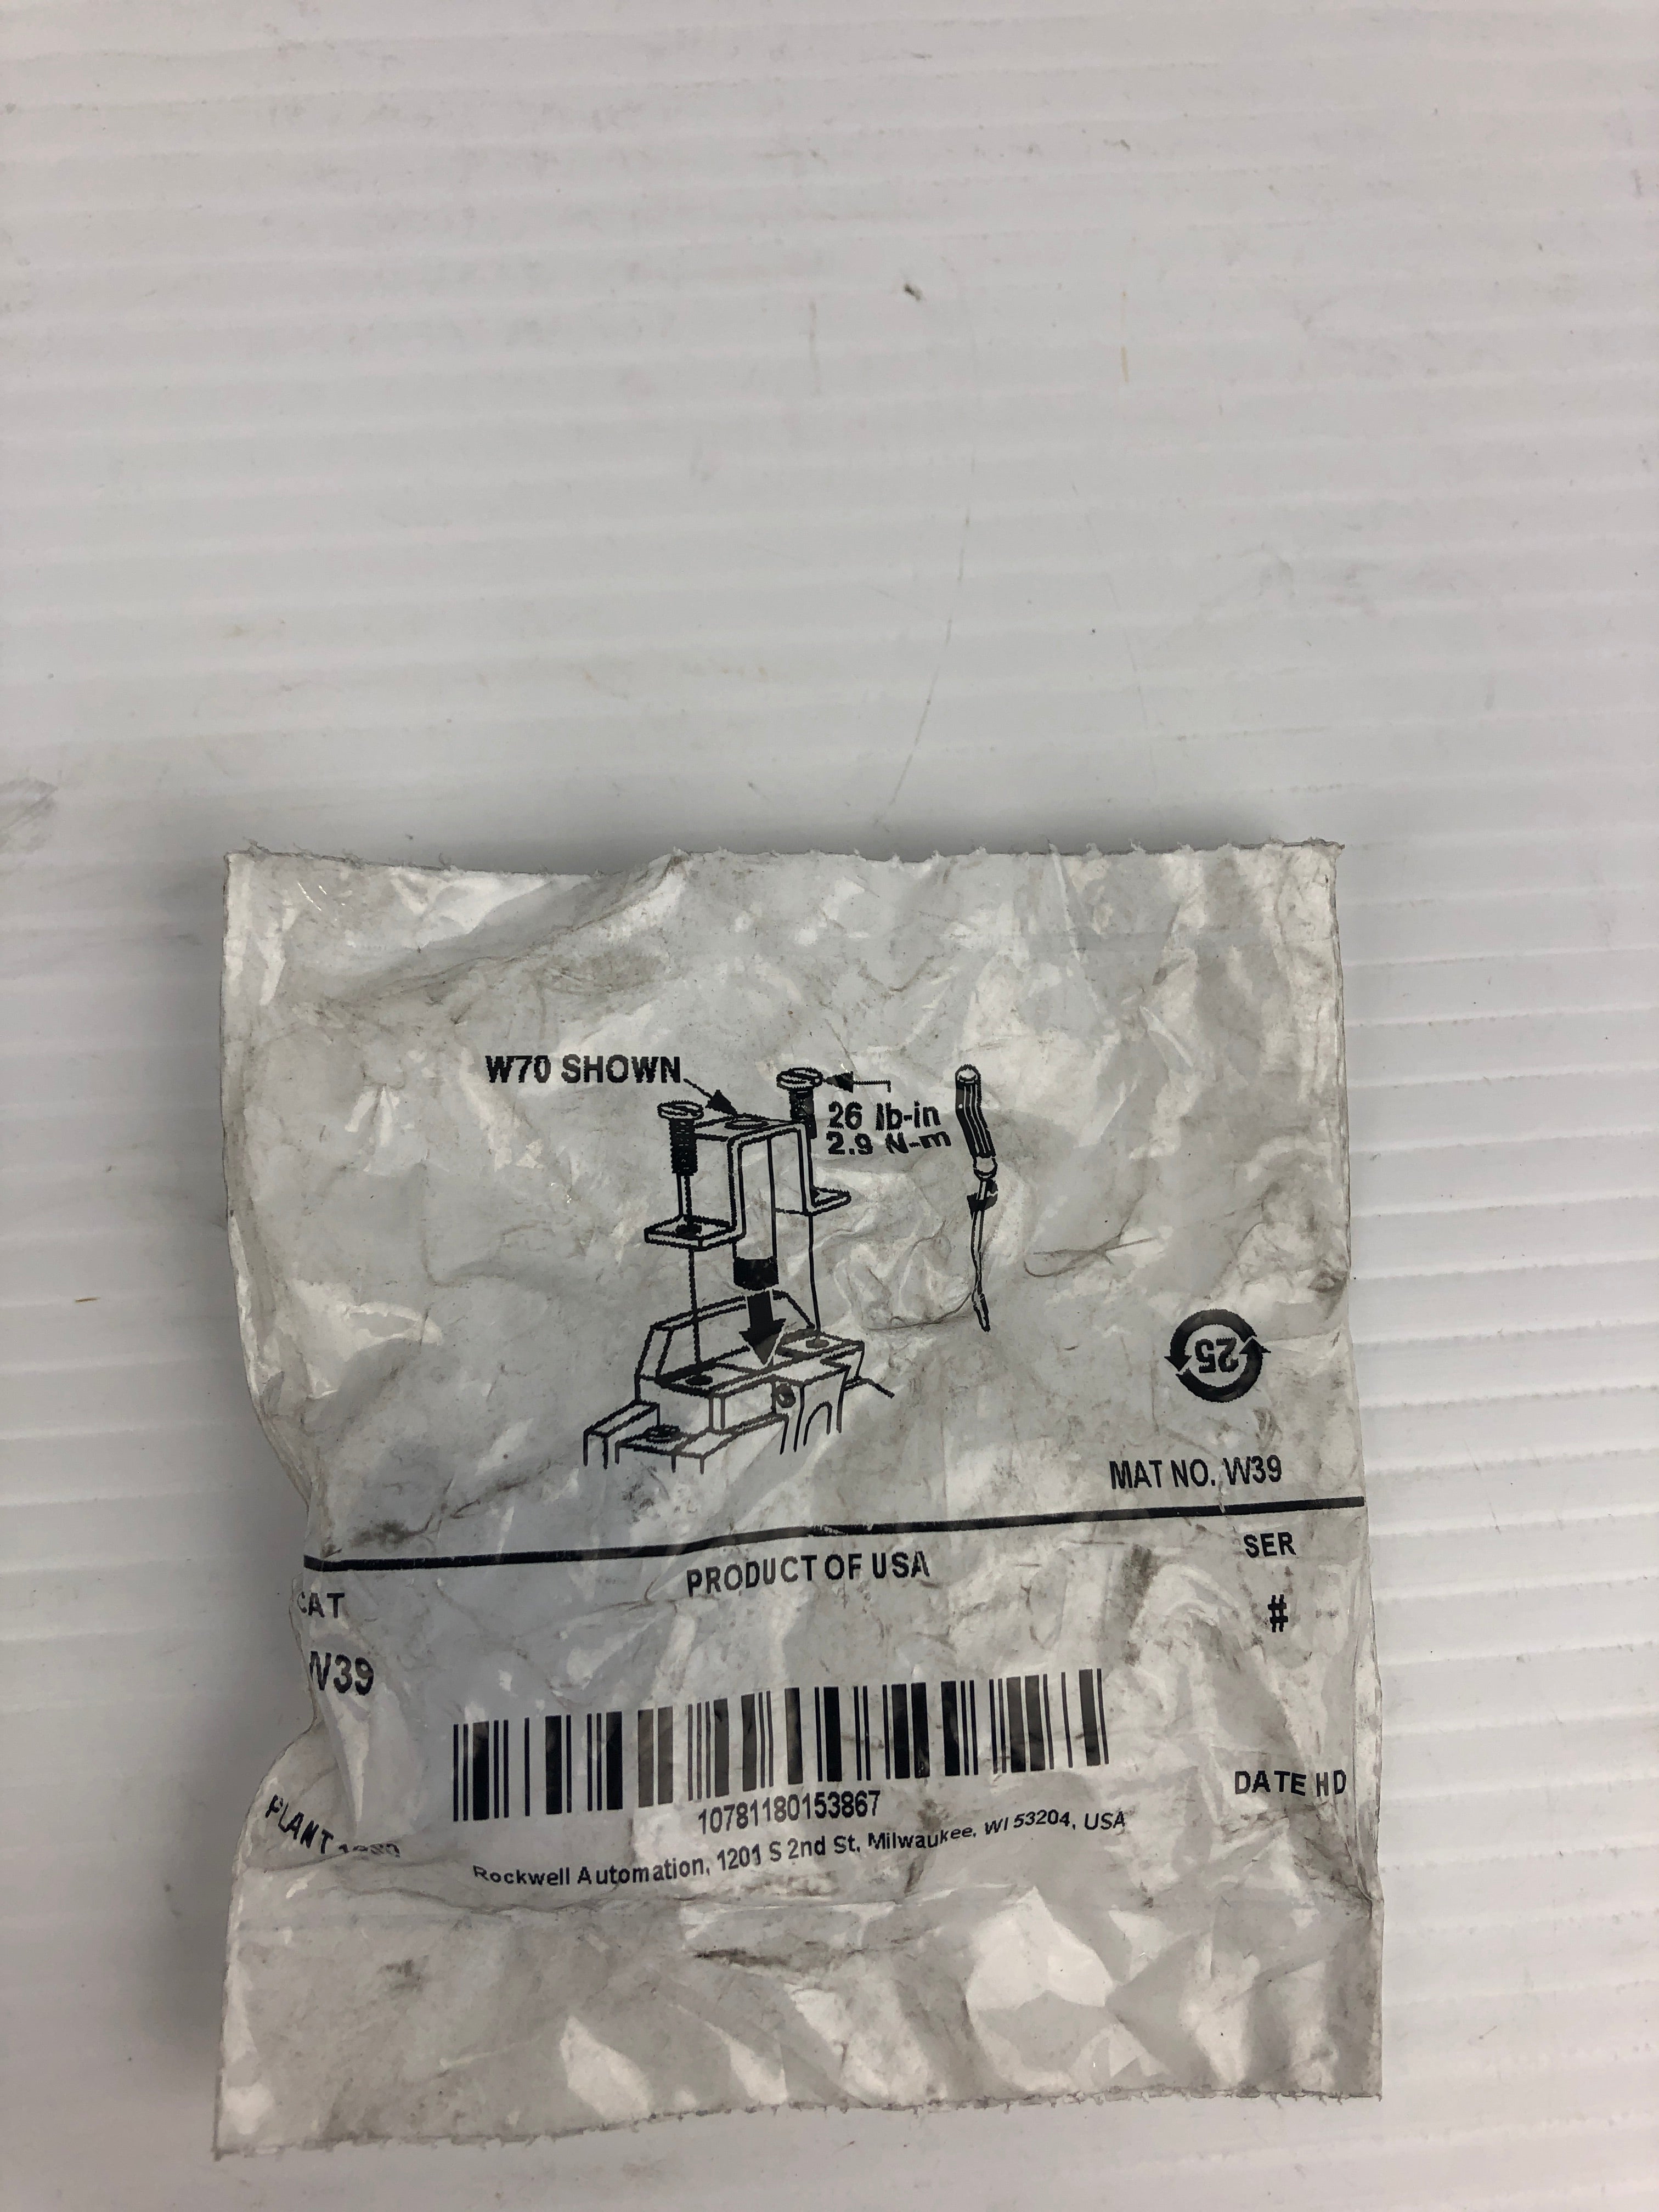 W70 SHOWN
26 lb-in
2.9 N-m
25
MAT NO. W39
PRODUCT OF USA
SER
CAT
#
W39
DATE HD
10781180153867
PLANT
Rockwell Automation, 1201 S 2nd St, Milwaukee, WI 53204, USA